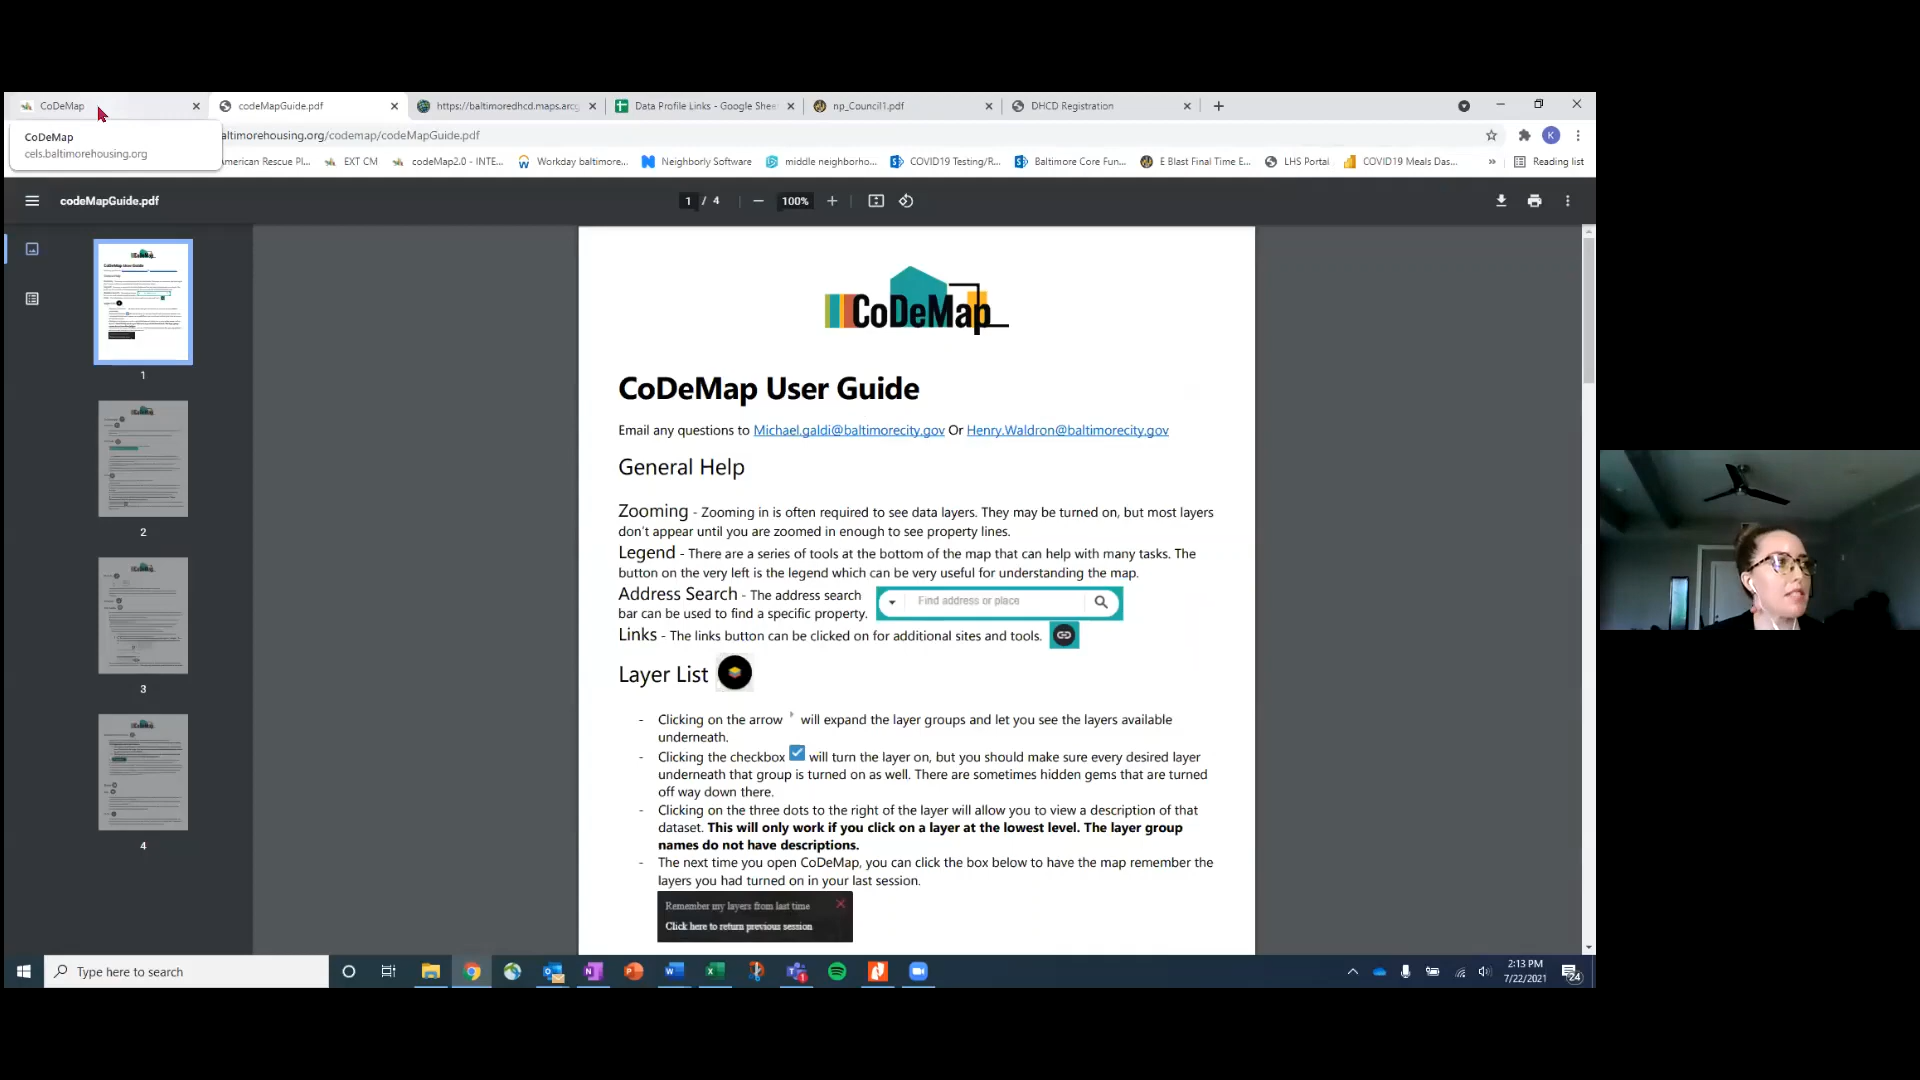 CoDeMap
codeMapGuide.pdf
https://baltimoredhcd.maps.arcg
Data Profile Links - Google Shee
np_Council1.pdf
DHCD Registration
CoDeMap
cels.baltimorehousing.org
altimorehousing.org/codemap/codeMapGuide.pdf
K
American Rescue Pl...
EXT CM
codeMap2.0 - INTE...
Workday baltimore...
Neighborly Software
middle neighborho...
COVID19 Testing/R...
Baltimore Core Fun...
E Blast Final Time E...
LHS Portal
COVID19 Meals Das...
»
Reading list
codeMapGuide.pdf
1 / 4
100%
1
2
3
4
CoDeMap
CoDeMap User Guide
Email any questions to Michael.galdi@baltimorecity.gov Or Henry.Waldron@baltimorecity.gov
General Help
Zooming - Zooming in is often required to see data layers. They may be turned on, but most layers
don't appear until you are zoomed in enough to see property lines.
Legend - There are a series of tools at the bottom of the map that can help with many tasks. The
button on the very left is the legend which can be very useful for understanding the map.
Address Search - The address search
bar can be used to find a specific property.
Find address or place
Links - The links button can be clicked on for additional sites and tools.
Layer List
- Clicking on the arrow will expand the layer groups and let you see the layers available
underneath.
- Clicking the checkbox will turn the layer on, but you should make sure every desired layer
underneath that group is turned on as well. There are sometimes hidden gems that are turned
off way down there.
- Clicking on the three dots to the right of the layer will allow you to view a description of that
dataset. This will only work if you click on a layer at the lowest level. The layer group
names do not have descriptions.
- The next time you open CoDeMap, you can click the box below to have the map remember the
layers you had turned on in your last session.
Remember my layers from last time
Click here to return previous session
Type here to search
2:13 PM
7/22/2021
24